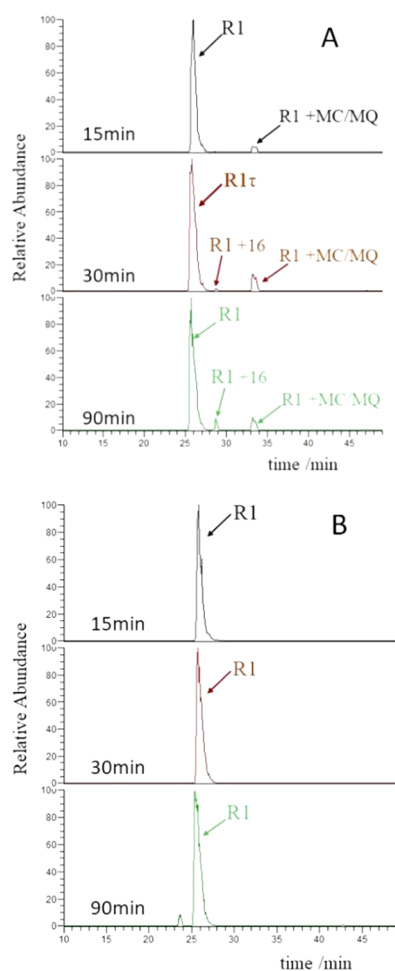 A
Relative Abundance
100
80
60
40
20
0
R1
R1 +MC/MQ
15min
100
80
60
40
20
0
R1τ
R1 +16
R1 +MC/MQ
30min
100
80
60
40
20
0
R1
R1 +16
R1 +MC/MQ
90min
10 15 20 25 30 35 40 45
time /min
B
Relative Abundance
100
80
60
40
20
0
R1
15min
100
80
60
40
20
0
R1
30min
100
80
60
40
20
0
R1
90min
10 15 20 25 30 35 40 45
time /min